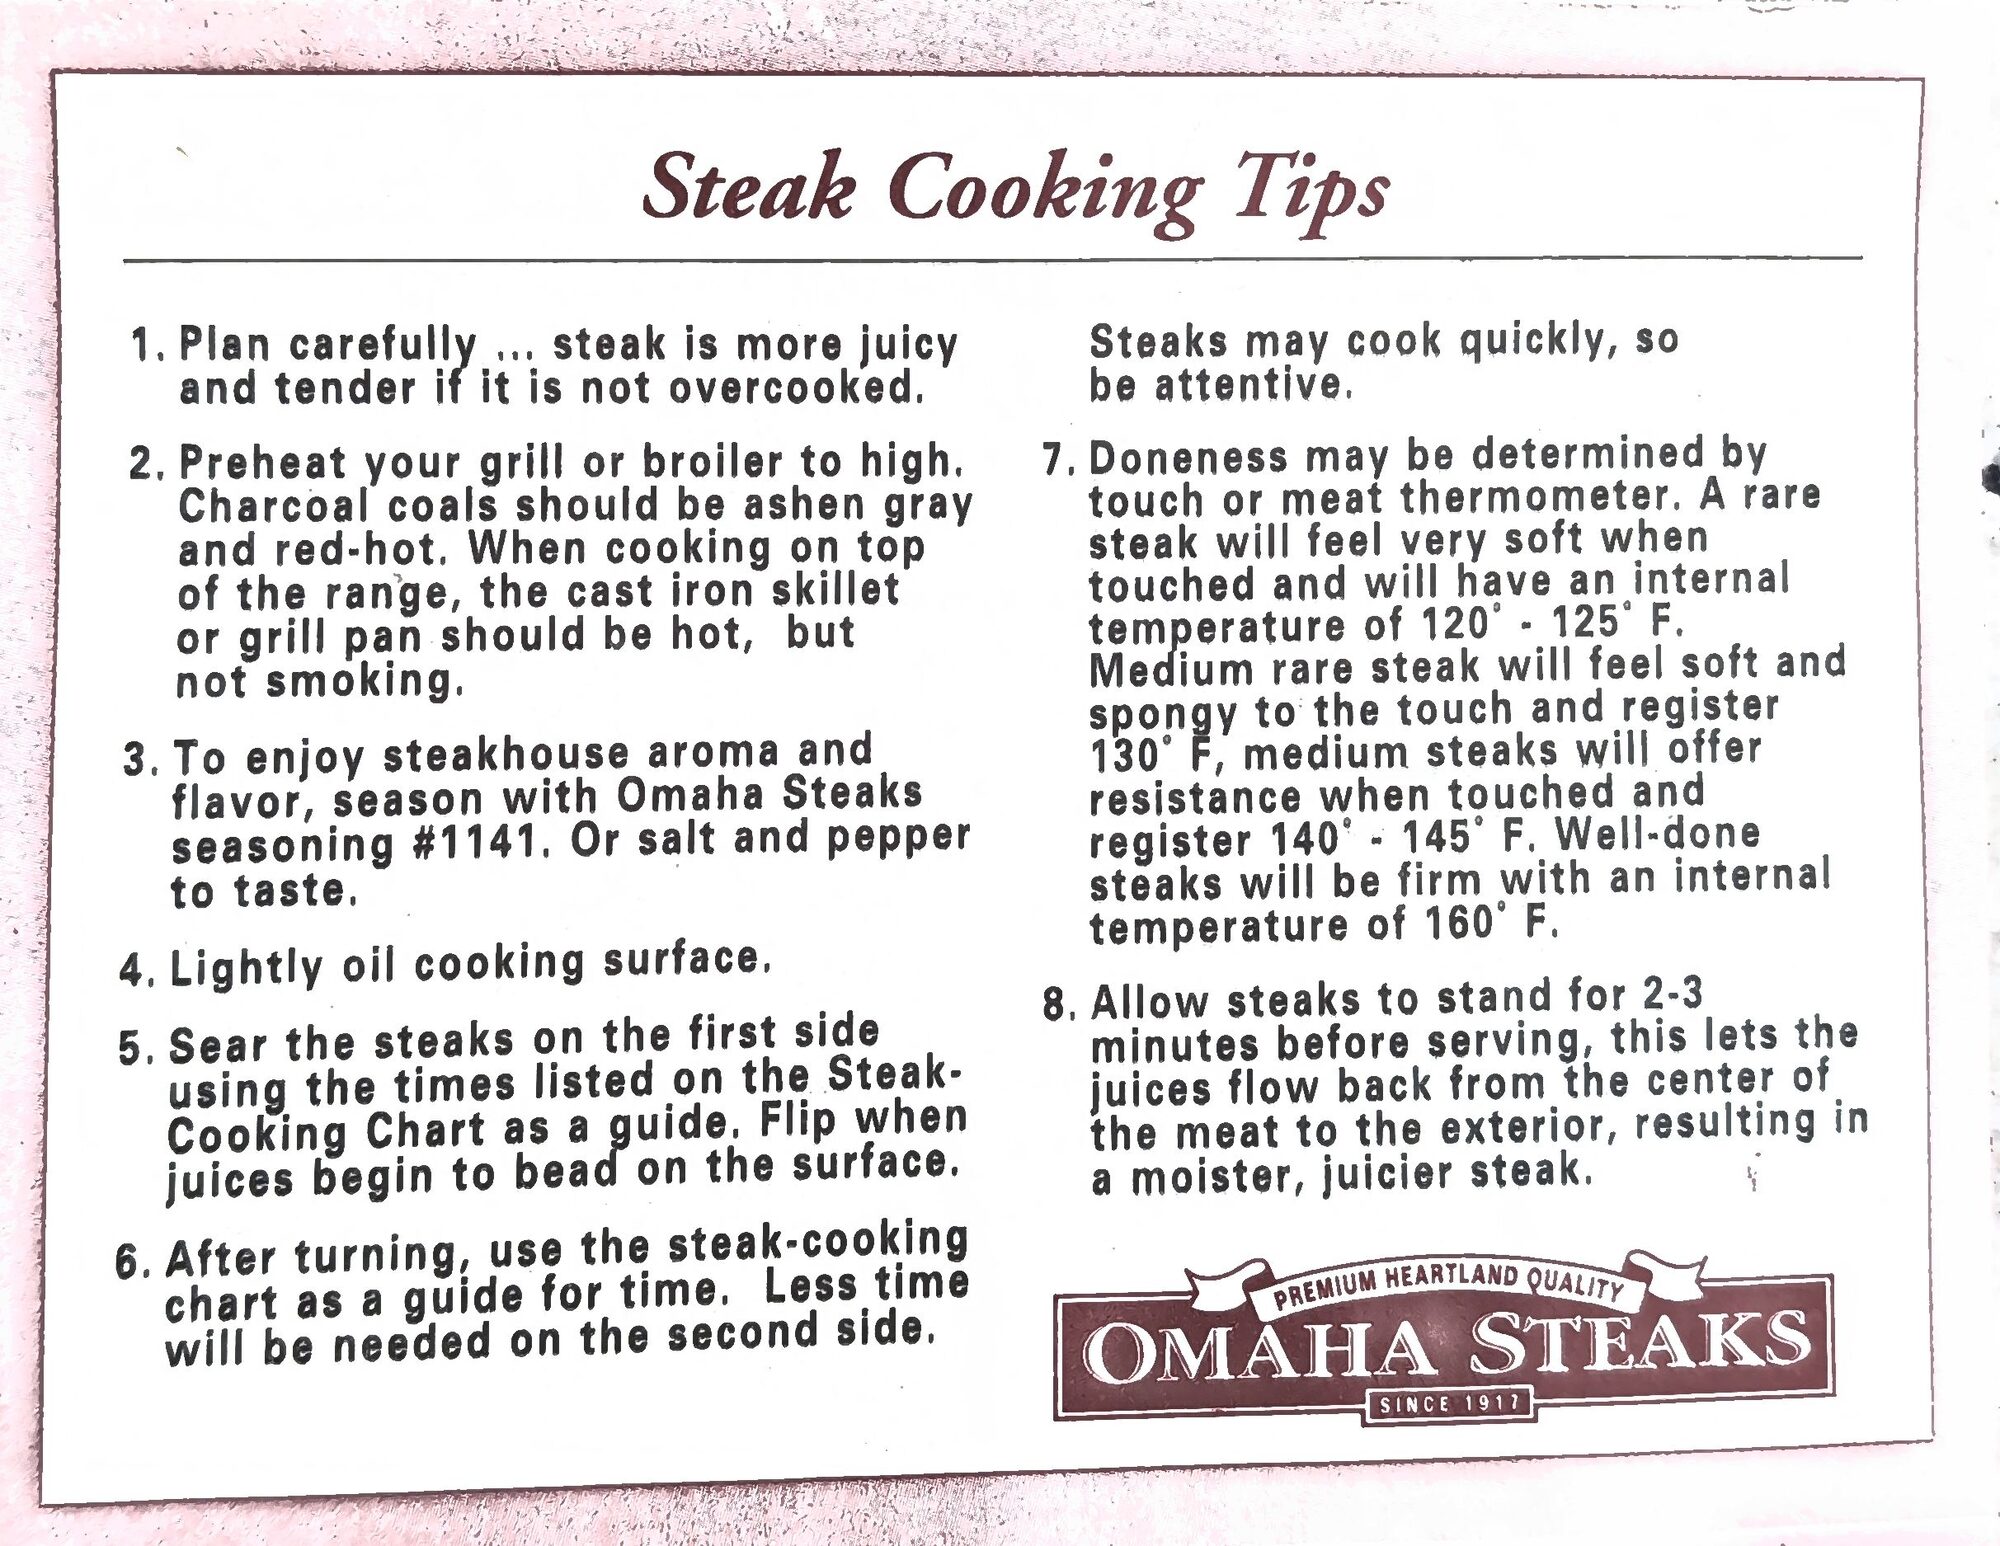 Steak Cooking Tips
1. Plan carefully ... steak is more juicy
and tender if it is not overcooked.
2. Preheat your grill or broiler to high.
Charcoal coals should be ashen gray
and red-hot. When cooking on top
of the range, the cast iron skillet
or grill pan should be hot, but
not smoking.
3. To enjoy steakhouse aroma and
flavor, season with Omaha Steaks
seasoning #1141. Or salt and pepper
to taste.
4. Lightly oil cooking surface.
5. Sear the steaks on the first side
using the times listed on the Steak-
Cooking Chart as a guide. Flip when
juices begin to bead on the surface.
6. After turning, use the steak-cooking
chart as a guide for time. Less time
will be needed on the second side.
Steaks may cook quickly, so
be attentive.
7. Doneness may be determined by
touch or meat thermometer. A rare
steak will feel very soft when
touched and will have an internal
temperature of 120° - 125° F.
Medium rare steak will feel soft and
spongy to the touch and register
130° F, medium steaks will offer
resistance when touched and
register 140° - 145° F. Well-done
steaks will be firm with an internal
temperature of 160° F.
8. Allow steaks to stand for 2-3
minutes before serving, this lets the
juices flow back from the center of
the meat to the exterior, resulting in
a moister, juicier steak.
PREMIUM HEARTLAND QUALITY
OMAHA STEAKS
SINCE 1917